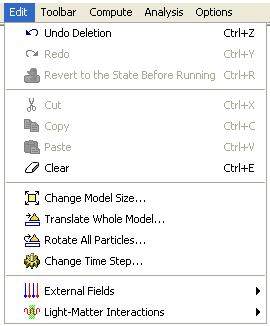 Edit Toolbar Compute Analysis Options
Undo Deletion Ctrl+Z
Redo Ctrl+Y
Revert to the State Before Running Ctrl+R
Cut Ctrl+X
Copy Ctrl+C
Paste Ctrl+V
Clear Ctrl+E
Change Model Size...
Translate Whole Model...
Rotate All Particles...
Change Time Step...
External Fields
Light-Matter Interactions